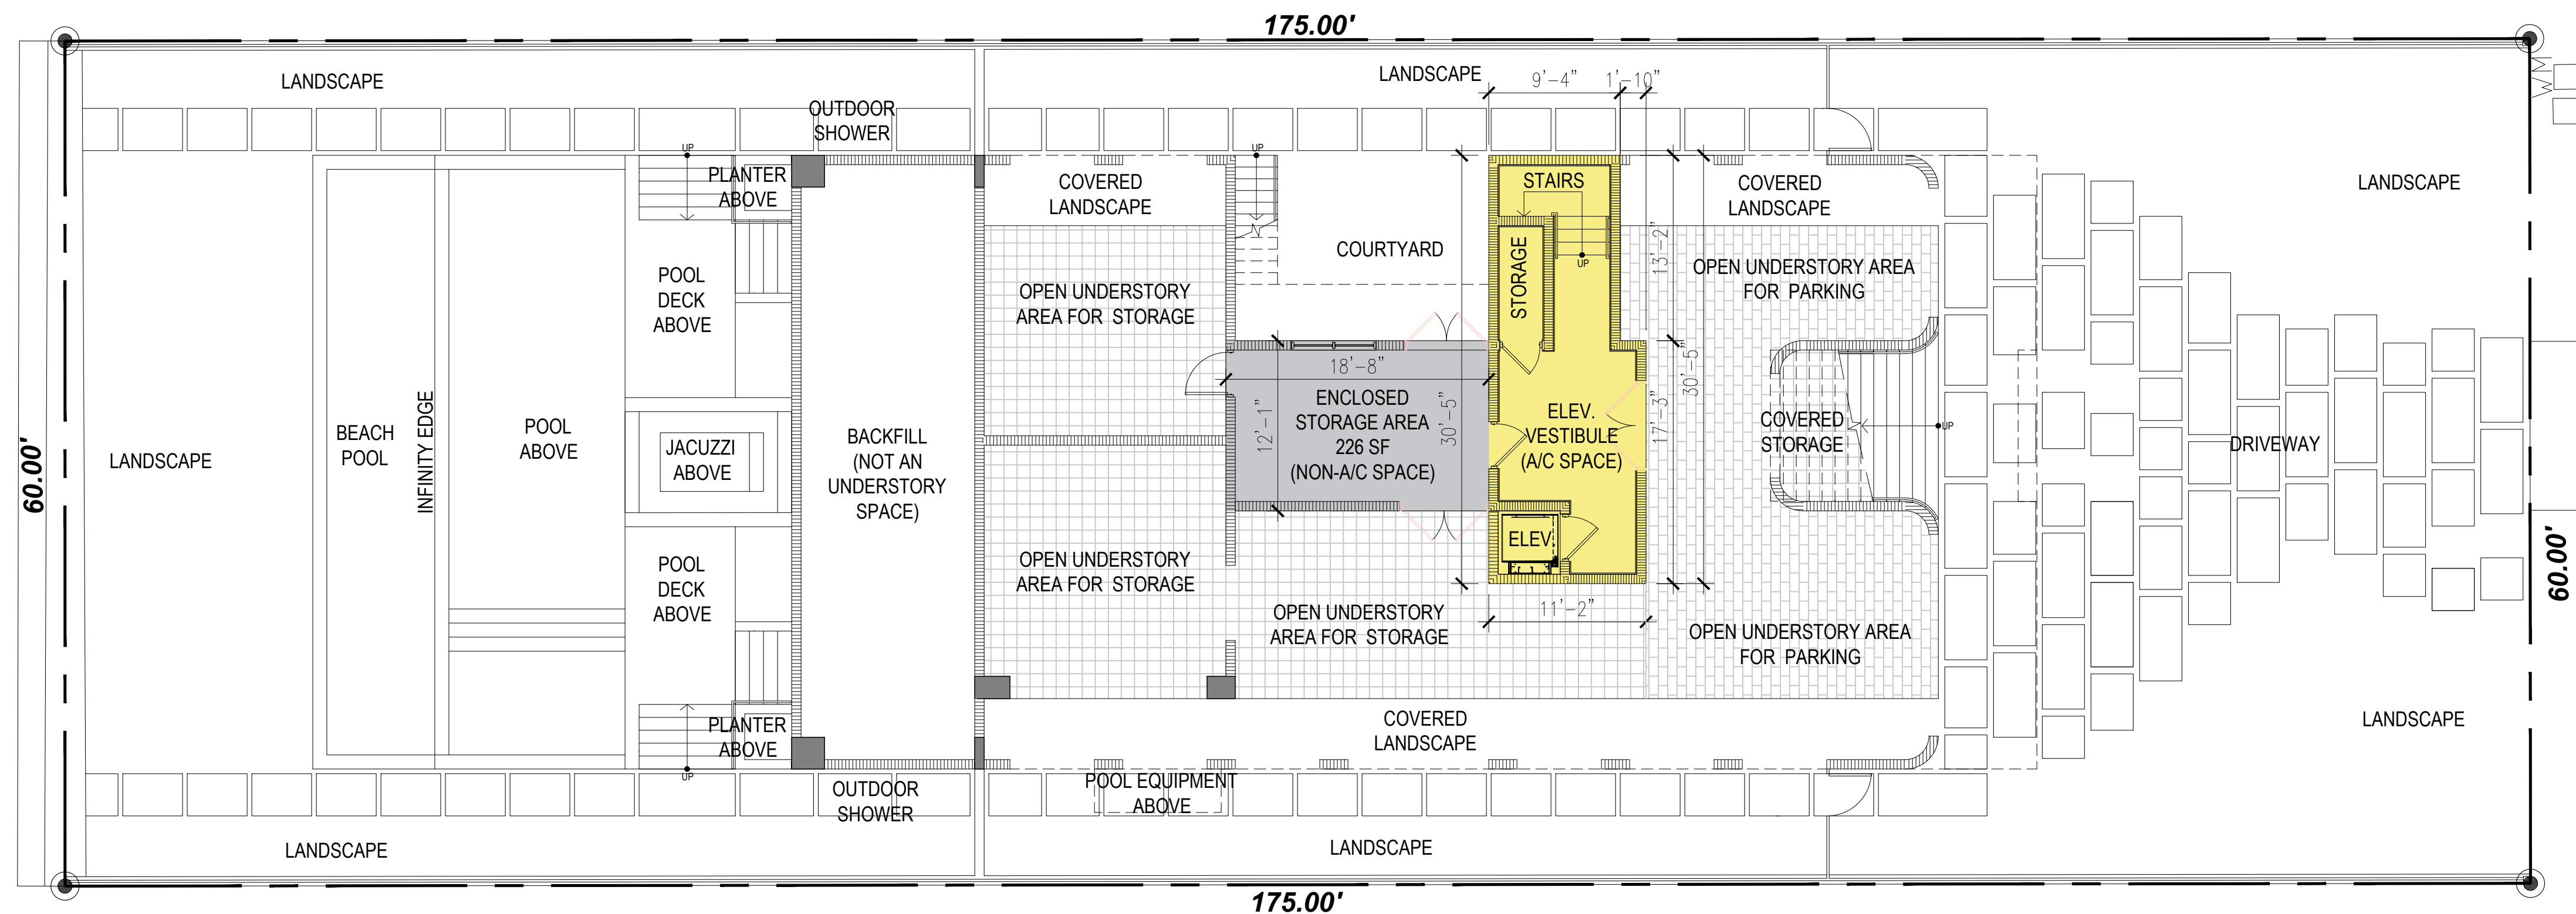 175.00'
LANDSCAPE
LANDSCAPE
9'-4"
1'-10"
OUTDOOR
SHOWER
UP
UP
PLANTER
ABOVE
COVERED
LANDSCAPE
STAIRS
COVERED
LANDSCAPE
LANDSCAPE
COURTYARD
STORAGE
UP
13'-2"
POOL
DECK
ABOVE
OPEN UNDERSTORY
AREA FOR STORAGE
OPEN UNDERSTORY AREA
FOR PARKING
18'-8"
30'-5"
ENCLOSED
STORAGE AREA
226 SF
(NON-A/C SPACE)
12'-1"
30'-5"
ELEV.
VESTIBULE
(A/C SPACE)
17'-3"
COVERED
STORAGE
UP
DRIVEWAY
60.00'
LANDSCAPE
BEACH
POOL
INFINITY EDGE
POOL
ABOVE
JACUZZI
ABOVE
BACKFILL
(NOT AN
UNDERSTORY
SPACE)
ELEV.
60.00'
POOL
DECK
ABOVE
OPEN UNDERSTORY
AREA FOR STORAGE
OPEN UNDERSTORY
AREA FOR STORAGE
11'-2"
OPEN UNDERSTORY AREA
FOR PARKING
PLANTER
ABOVE
UP
COVERED
LANDSCAPE
LANDSCAPE
OUTDOOR
SHOWER
POOL EQUIPMENT
ABOVE
LANDSCAPE
LANDSCAPE
175.00'